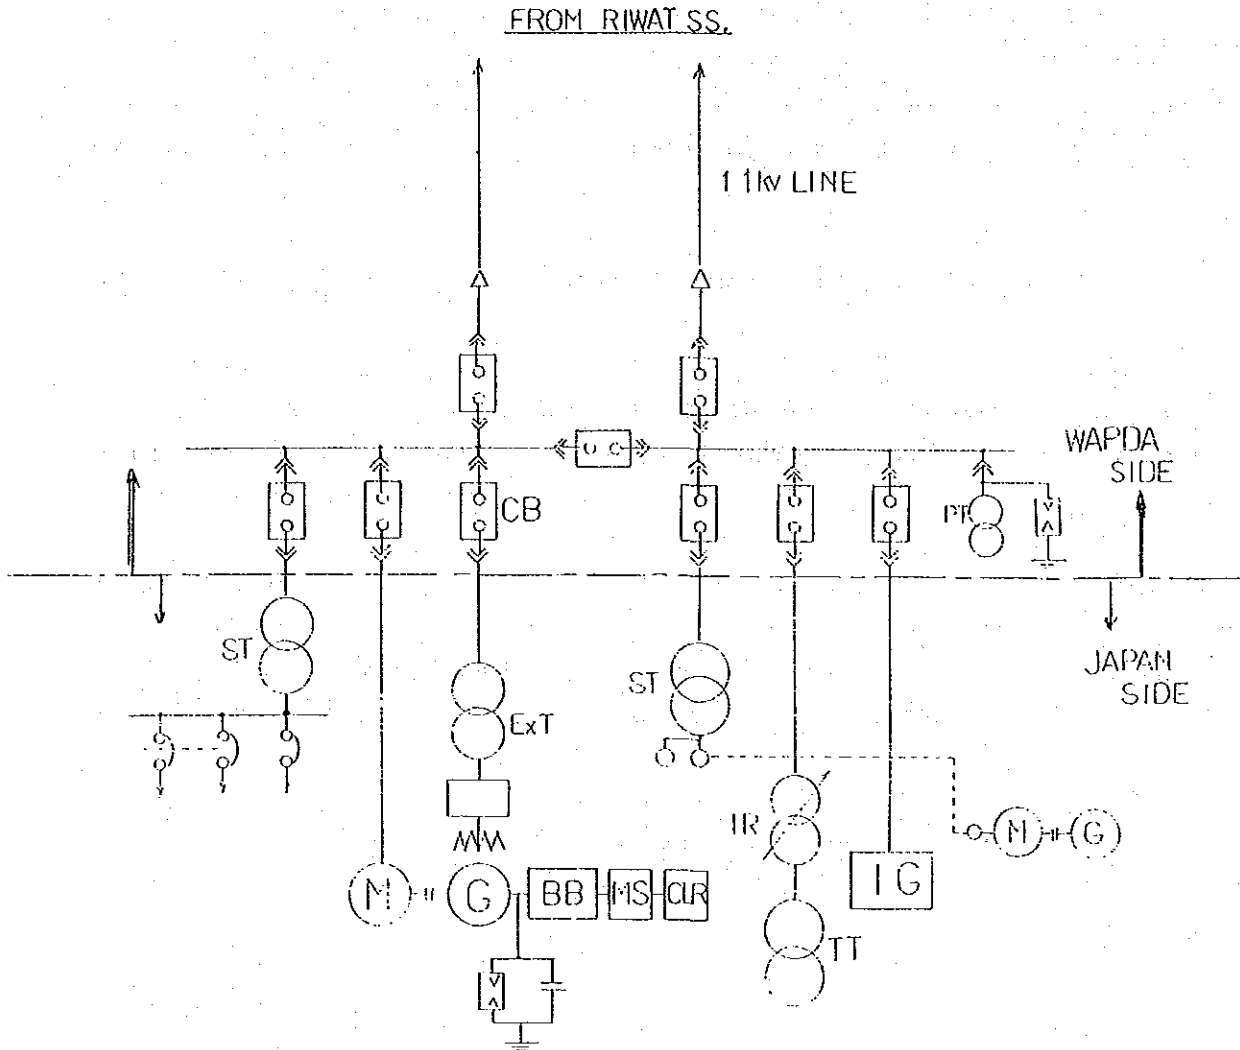 FROM RIWAT SS.
11kv LINE
WAPDA
SIDE
CB
PT
ST
JAPAN
SIDE
ST
ExT
IR
M
G
M
G
BB
MS
CLR
IG
TT